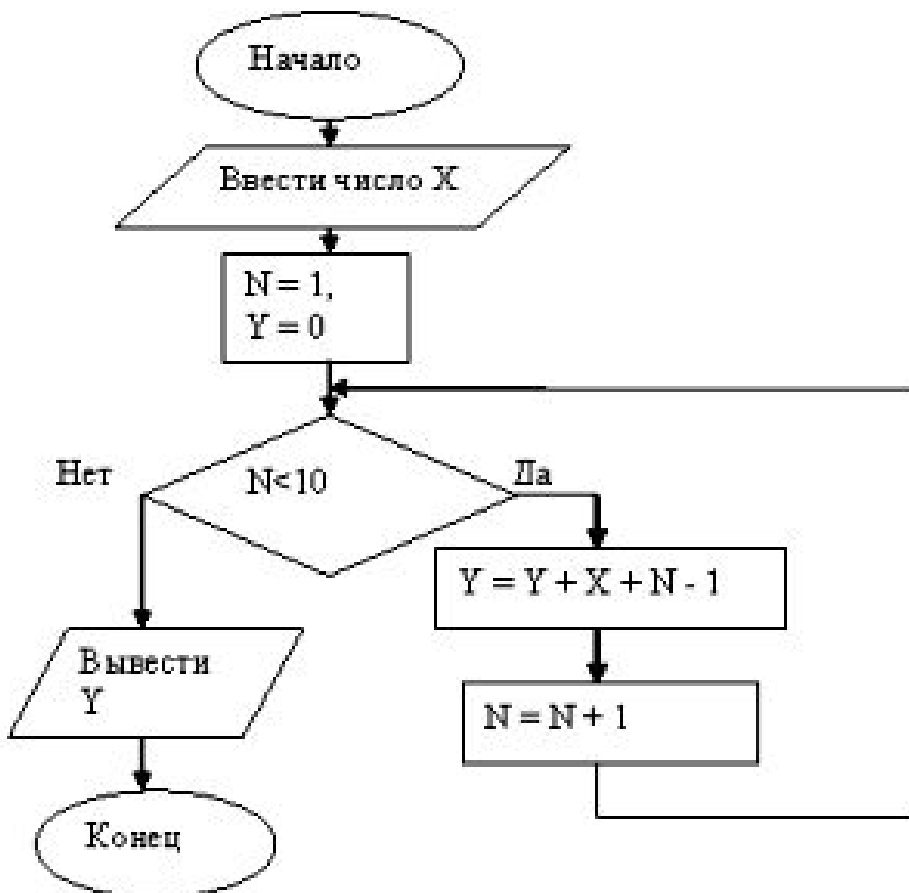 Начало
Ввести число X
N = 1,
Y = 0
N<10
Нет
Да
Y = Y + X + N - 1
N = N + 1
Вывести
Y
Конец